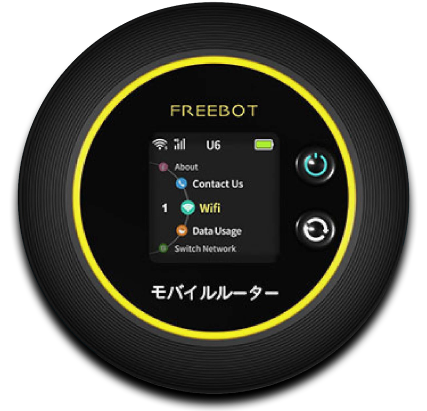 FREEBOT
U6
About
Contact Us
1 Wifi
Data Usage
Switch Network
モバイルルーター